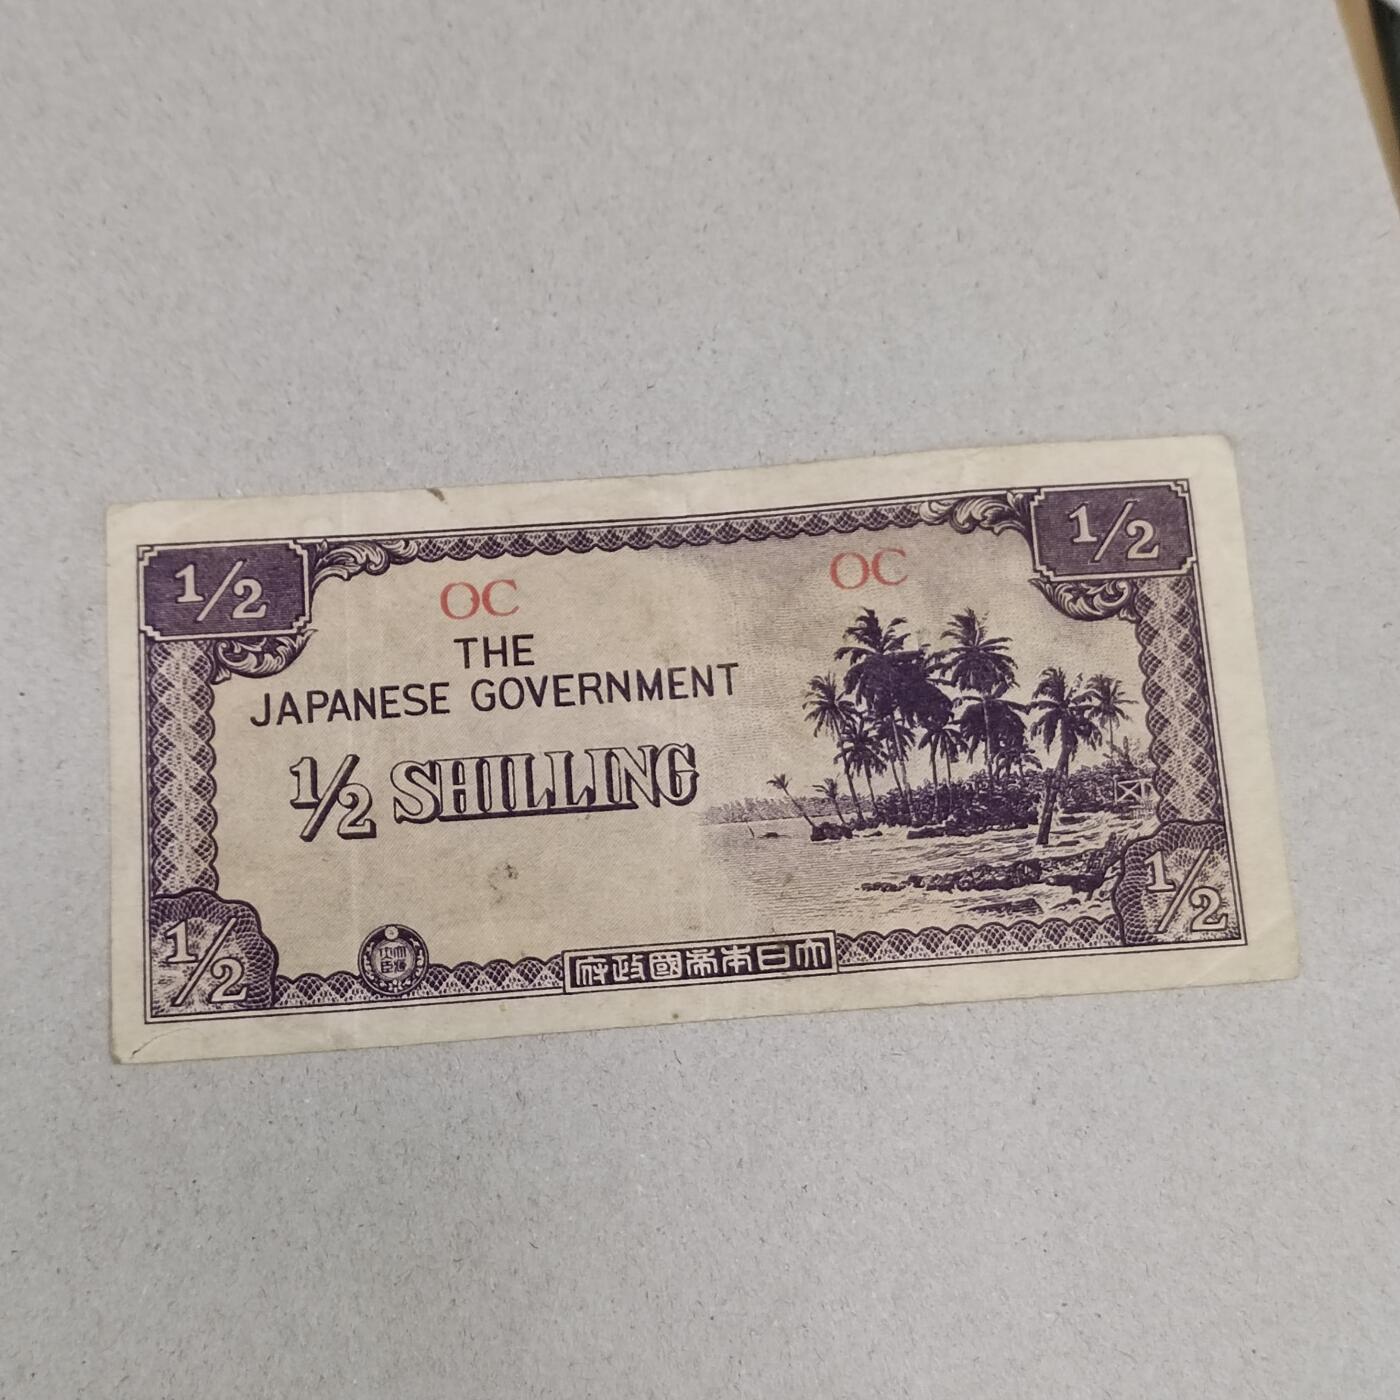 1/2
1/2
OC
OC
THE
JAPANESE GOVERNMENT
1/2 SHILLING
1/2
1/2
府政國帝本日大